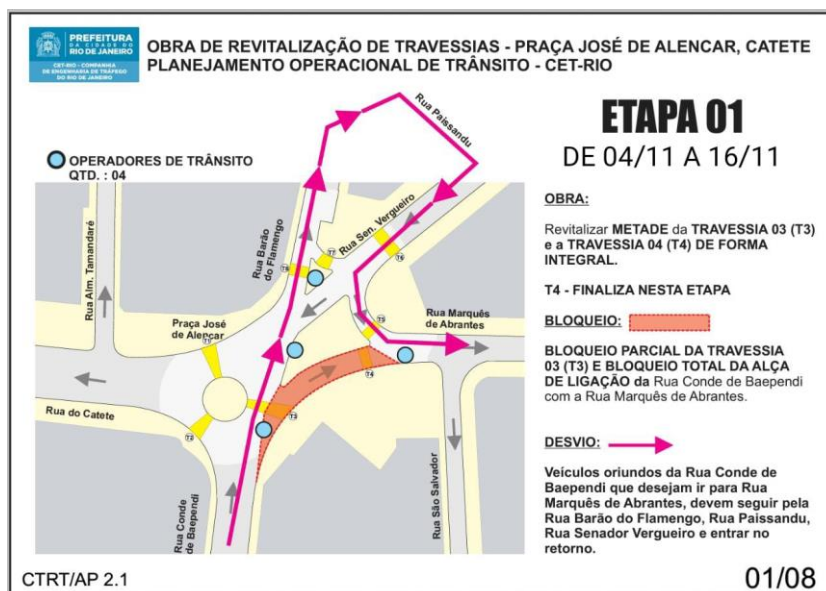 PREFEITURA
DA CIDADE DO
RIO DE JANEIRO
CET-RIO - COMPANHIA
DE ENGENHARIA DE TRÁFEGO
DO RIO DE JANEIRO
OBRA DE REVITALIZAÇÃO DE TRAVESSIAS - PRAÇA JOSÉ DE ALENCAR, CATETE
PLANEJAMENTO OPERACIONAL DE TRÂNSITO - CET-RIO
ETAPA 01
DE 04/11 A 16/11
OPERADORES DE TRÂNSITO
QTD. : 04
Rua Paissandu
Rua Alm. Tamandaré
Rua Barão
do Flamengo
Rua Sen. Vergueiro
T7
T6
T8
Praça José
de Alencar
T1
Rua Marquês
de Abrantes
T5
T4
T3
T2
Rua do Catete
Rua Conde
de Baependi
Rua São Salvador
OBRA:
Revitalizar METADE da TRAVESSIA 03 (T3)
e a TRAVESSIA 04 (T4) DE FORMA
INTEGRAL.
T4 - FINALIZA NESTA ETAPA
BLOQUEIO:
BLOQUEIO PARCIAL DA TRAVESSIA
03 (T3) E BLOQUEIO TOTAL DA ALÇA
DE LIGAÇÃO da Rua Conde de Baependi
com a Rua Marquês de Abrantes.
DESVIO:
Veículos oriundos da Rua Conde de
Baependi que desejam ir para Rua
Marquês de Abrantes, devem seguir pela
Rua Barão do Flamengo, Rua Paissandu,
Rua Senador Vergueiro e entrar no
retorno.
CTRT/AP 2.1
01/08